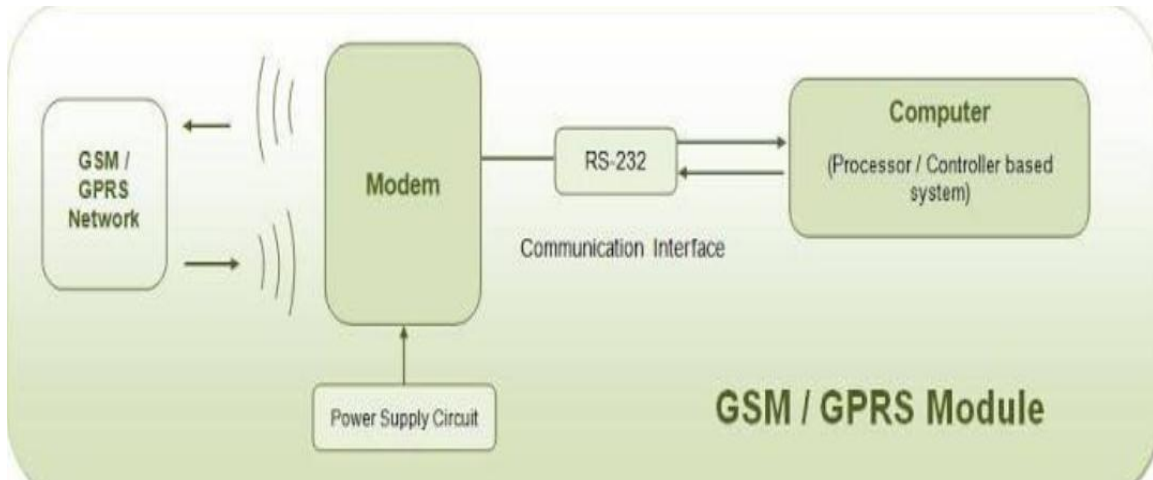 GSM /
GPRS
Network
Modem
RS-232
Communication Interface
Computer
(Processor / Controller based
system)
Power Supply Circuit
GSM / GPRS Module